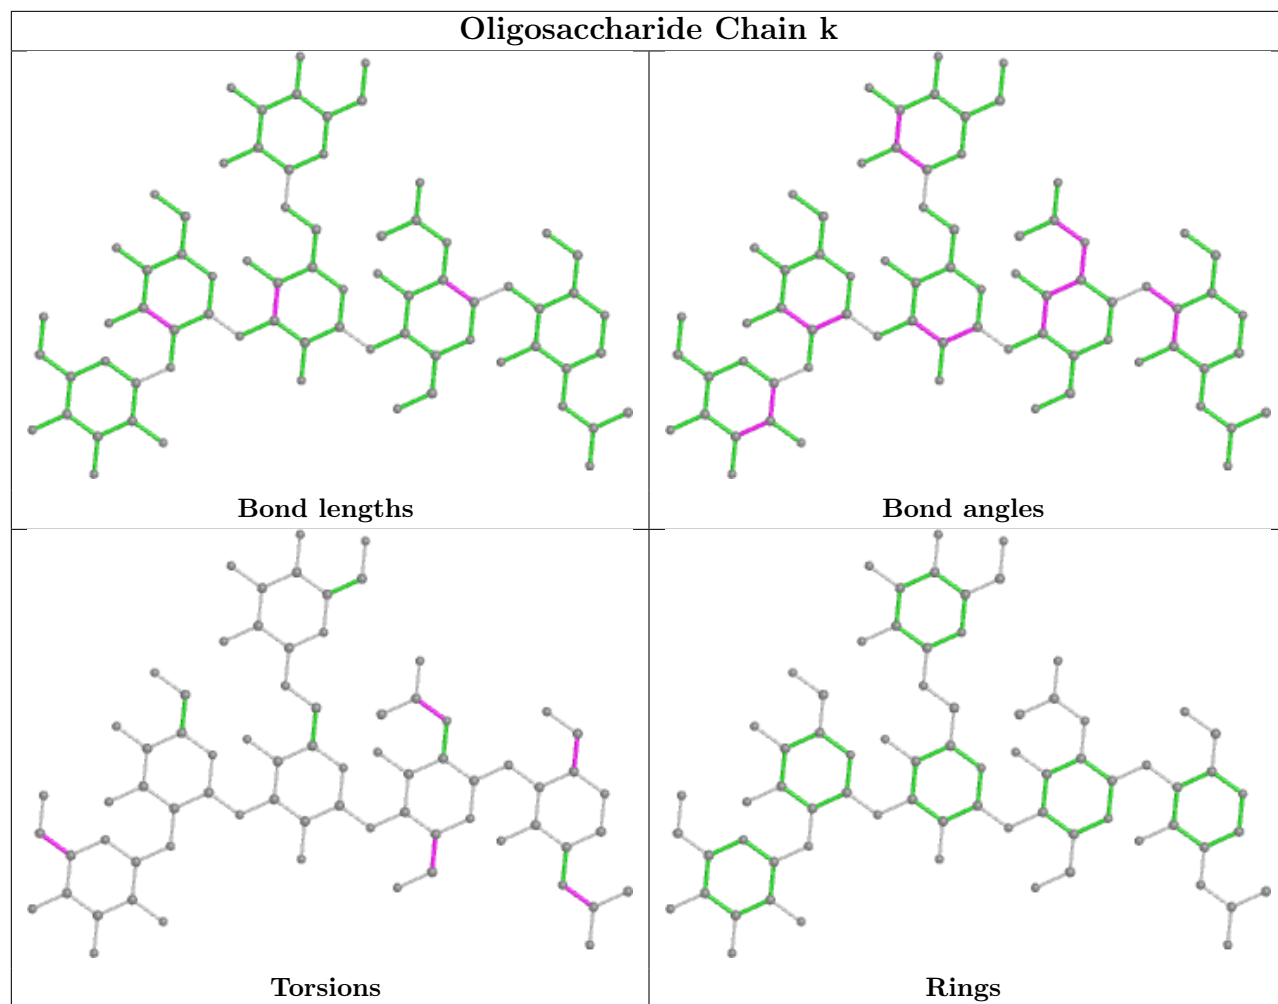 Oligosaccharide Chain k
Bond lengths
Bond angles
Torsions
Rings